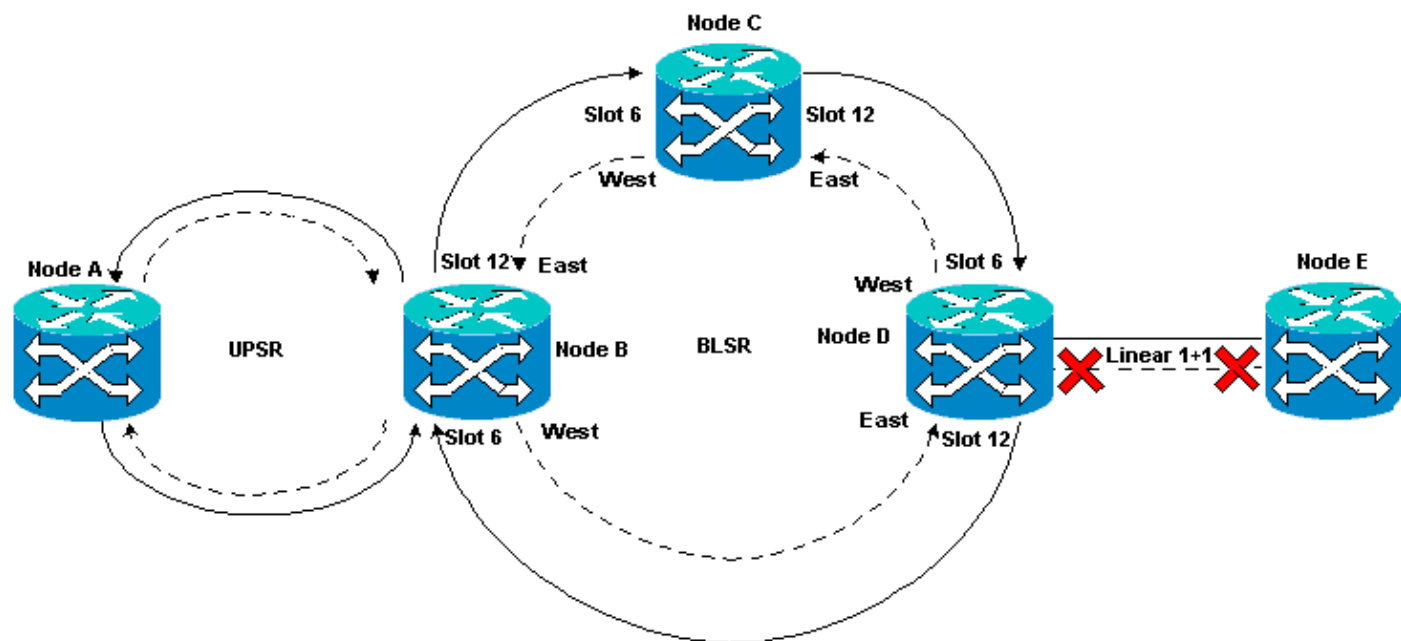 Node C
Slot 6
Slot 12
West
East
Node A
Slot 12
East
Slot 6
West
Node E
UPSR
Node B
BLSR
Node D
Linear 1+1
Slot 6
West
East
Slot 12